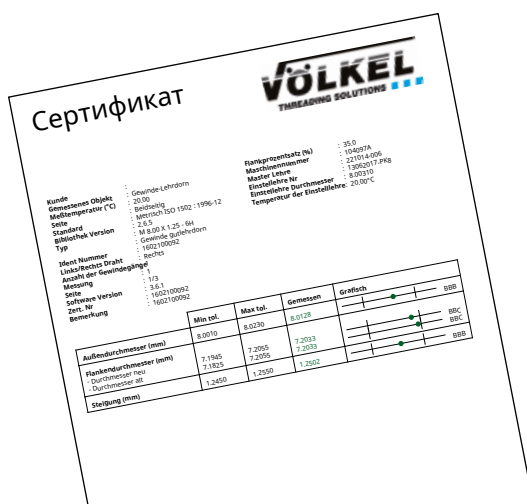 Сертификат
VÖLKEL
THREADING SOLUTIONS
Kunde :
Gemessenes Objekt : Gewinde-Lehrdorn
Meßtemperatur (°C) : 20,00
Seite : Beidseitig
Standard : Metrisch ISO 1502 : 1996-12
Bibliothek Version : 2.6.5
Typ : M 8.00 X 1.25 - 6H
: Gewinde gutlehrdorn
Ident Nummer : 1602100092
Links/Rechts Draht : Rechts
Anzahl der Gewindegänge :
Messung : 1
Seite : 1/3
Software Version : 3.6.1
Zert. Nr : 1602100092
Bemerkung : 1602100092
Flankprozentsatz (%) : 35,0
Maschinennummer : 104097A
Master Lehre : 221014-006
Einstellehre Nr : 13062017.PK8
Einstellehre Durchmesser : 8.00310
Temperatur der Einstelllehre : 20,00°C
Min tol. Max tol. Gemessen Grafisch
Außendurchmesser (mm) 8.0010 8.0230 8.0128 BBB
Flankendurchmesser (mm)
- Durchmesser neu 7.1945 7.2055 7.2033 BBC
- Durchmesser alt 7.1825 7.2055 7.2033 BBC
Steigung (mm) 1.2450 1.2550 1.2502 BBB